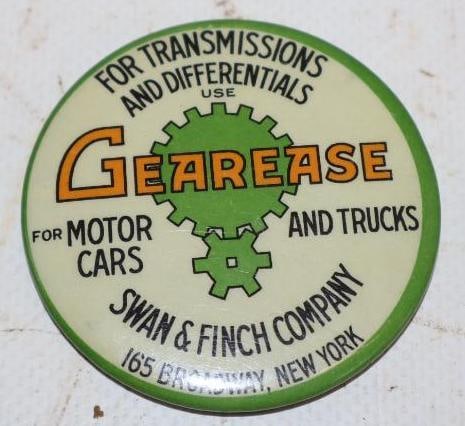 FOR TRANSMISSIONS
AND DIFFERENTIALS
USE
GEAREASE
FOR MOTOR CARS
AND TRUCKS
SWAN & FINCH COMPANY
165 BROADWAY, NEW YORK